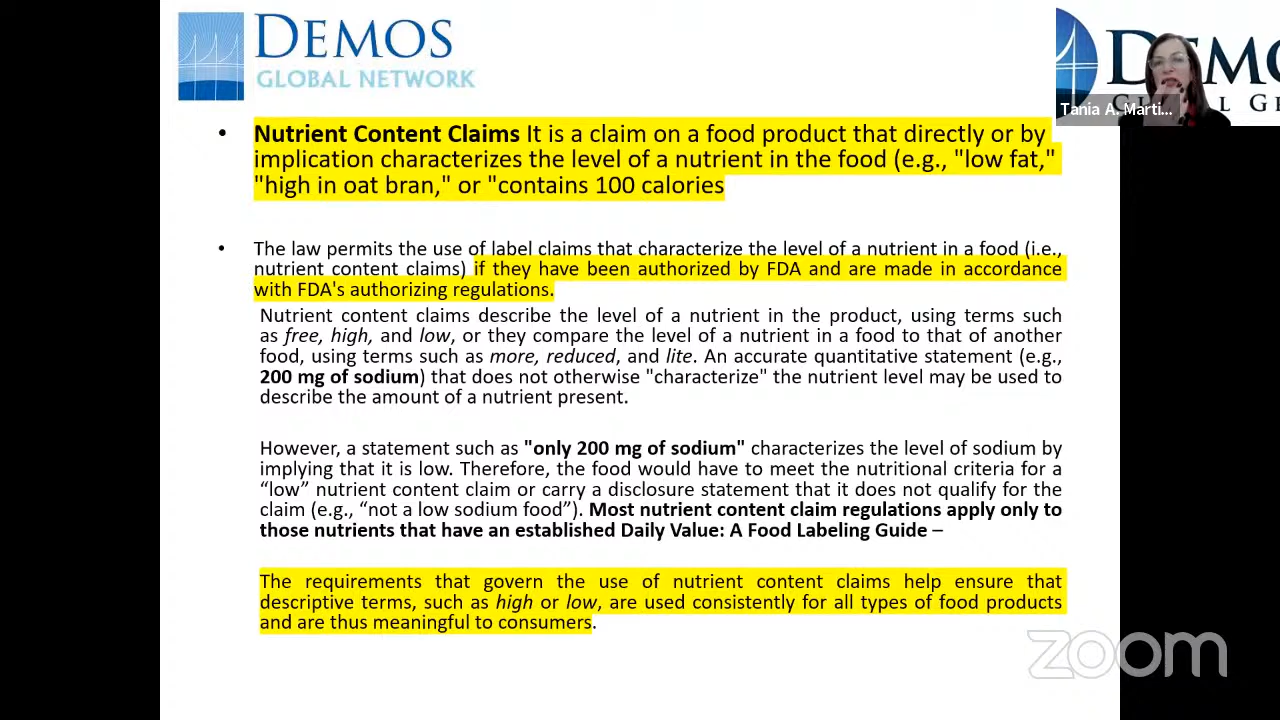 DEMOS
GLOBAL NETWORK
Tania A. Marti...
• Nutrient Content Claims It is a claim on a food product that directly or by
implication characterizes the level of a nutrient in the food (e.g., "low fat,"
"high in oat bran," or "contains 100 calories
• The law permits the use of label claims that characterize the level of a nutrient in a food (i.e.,
nutrient content claims) if they have been authorized by FDA and are made in accordance
with FDA's authorizing regulations.
Nutrient content claims describe the level of a nutrient in the product, using terms such
as free, high, and low, or they compare the level of a nutrient in a food to that of another
food, using terms such as more, reduced, and lite. An accurate quantitative statement (e.g.,
200 mg of sodium) that does not otherwise "characterize" the nutrient level may be used to
describe the amount of a nutrient present.
However, a statement such as "only 200 mg of sodium" characterizes the level of sodium by
implying that it is low. Therefore, the food would have to meet the nutritional criteria for a
“low” nutrient content claim or carry a disclosure statement that it does not qualify for the
claim (e.g., “not a low sodium food”). Most nutrient content claim regulations apply only to
those nutrients that have an established Daily Value: A Food Labeling Guide –
The requirements that govern the use of nutrient content claims help ensure that
descriptive terms, such as high or low, are used consistently for all types of food products
and are thus meaningful to consumers.
zoom